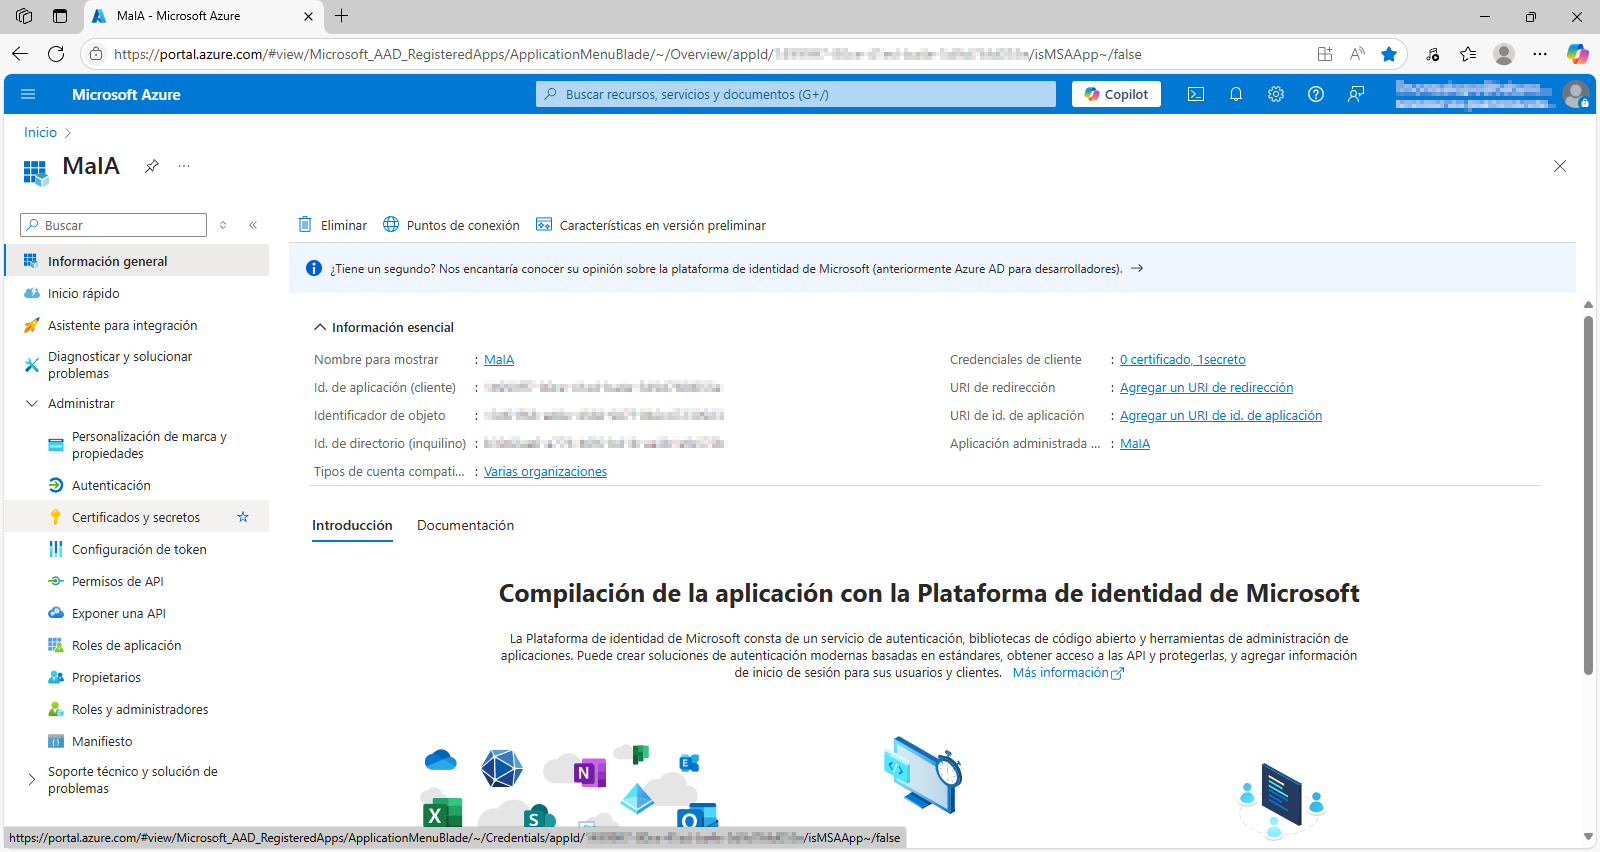 MaIA - Microsoft Azure
https://portal.azure.com/#view/Microsoft_AAD_RegisteredApps/ApplicationMenuBlade/~/Overview/appId/
/isMSAApp~/false
Microsoft Azure
Buscar recursos, servicios y documentos (G+/)
Copilot
Inicio
MaIA
Buscar
Eliminar
Puntos de conexión
Características en versión preliminar
¿Tiene un segundo? Nos encantaría conocer su opinión sobre la plataforma de identidad de Microsoft (anteriormente Azure AD para desarrolladores).
Información general
Inicio rápido
Asistente para integración
Diagnosticar y solucionar
problemas
Administrar
Personalización de marca y
propiedades
Autenticación
Certificados y secretos
Configuración de token
Permisos de API
Exponer una API
Roles de aplicación
Propietarios
Roles y administradores
Manifiesto
Soporte técnico y solución de
problemas
Información esencial
Nombre para mostrar : MaIA
Id. de aplicación (cliente) :
Identificador de objeto :
Id. de directorio (inquilino) :
Tipos de cuenta compati... : Varias organizaciones
Credenciales de cliente : 0 certificado, 1secreto
URI de redirección : Agregar un URI de redirección
URI de id. de aplicación : Agregar un URI de id. de aplicación
Aplicación administrada ... : MaIA
Introducción
Documentación
Compilación de la aplicación con la Plataforma de identidad de Microsoft
La Plataforma de identidad de Microsoft consta de un servicio de autenticación, bibliotecas de código abierto y herramientas de administración de
aplicaciones. Puede crear soluciones de autenticación modernas basadas en estándares, obtener acceso a las API y protegerlas, y agregar información
de inicio de sesión para sus usuarios y clientes. Más información
https://portal.azure.com/#view/Microsoft_AAD_RegisteredApps/ApplicationMenuBlade/~/Credentials/appId/
/isMSAApp~/false